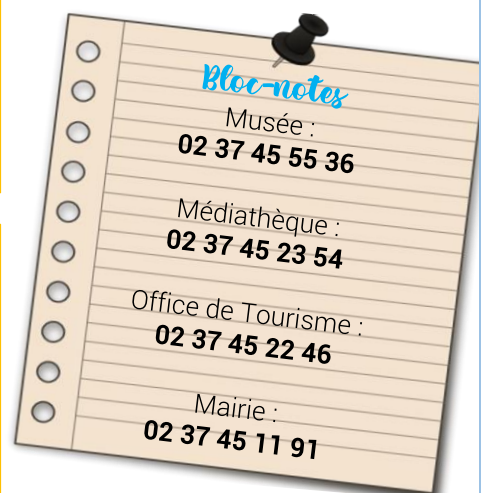 Bloc-notes
Musée :
02 37 45 55 36
Médiathèque :
02 37 45 23 54
Office de Tourisme :
02 37 45 22 46
Mairie :
02 37 45 11 91